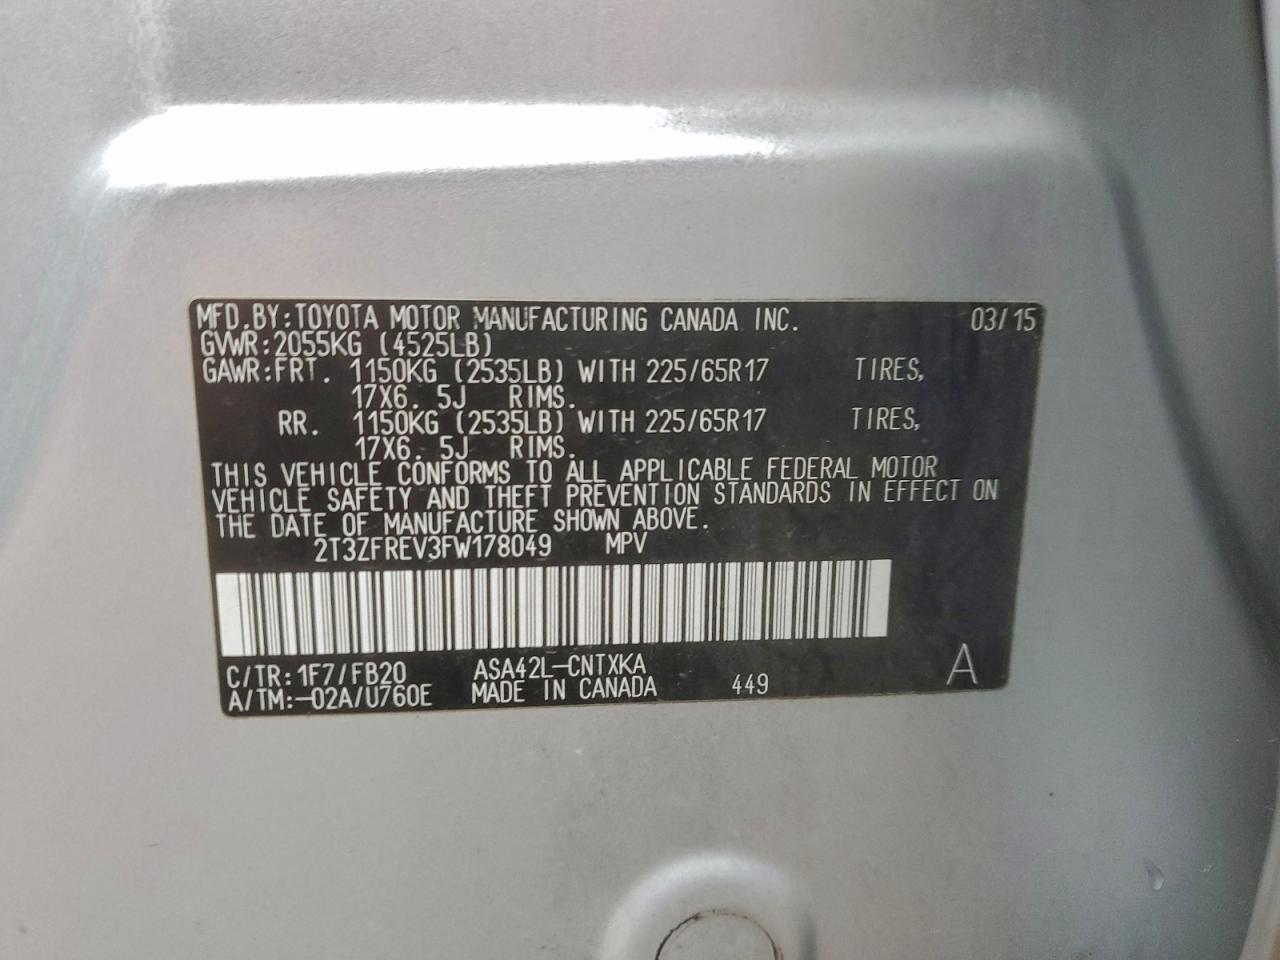 MFD.BY:TOYOTA MOTOR MANUFACTURING CANADA INC. 03/15
GVWR:2055KG (4525LB)
GAWR:FRT. 1150KG (2535LB) WITH 225/65R17 TIRES,
17X6. 5J RIMS.
RR. 1150KG (2535LB) WITH 225/65R17 TIRES,
17X6. 5J RIMS.
THIS VEHICLE CONFORMS TO ALL APPLICABLE FEDERAL MOTOR
VEHICLE SAFETY AND THEFT PREVENTION STANDARDS IN EFFECT ON
THE DATE OF MANUFACTURE SHOWN ABOVE.
2T3ZFREV3FW178049 MPV
C/TR:1F7/FB20 ASA42L-CNTXKA
A/TM:-02A/U760E MADE IN CANADA 449 A